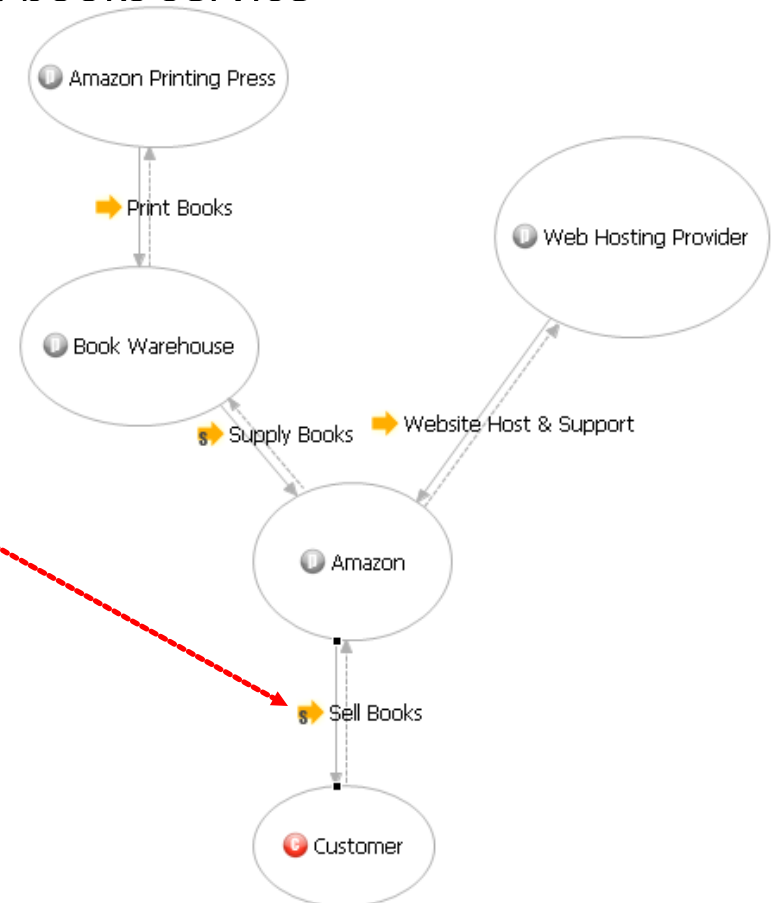 Amazon Printing Press
Print Books
Web Hosting Provider
Book Warehouse
Website Host & Support
s Supply Books
Amazon
s Sell Books
Customer